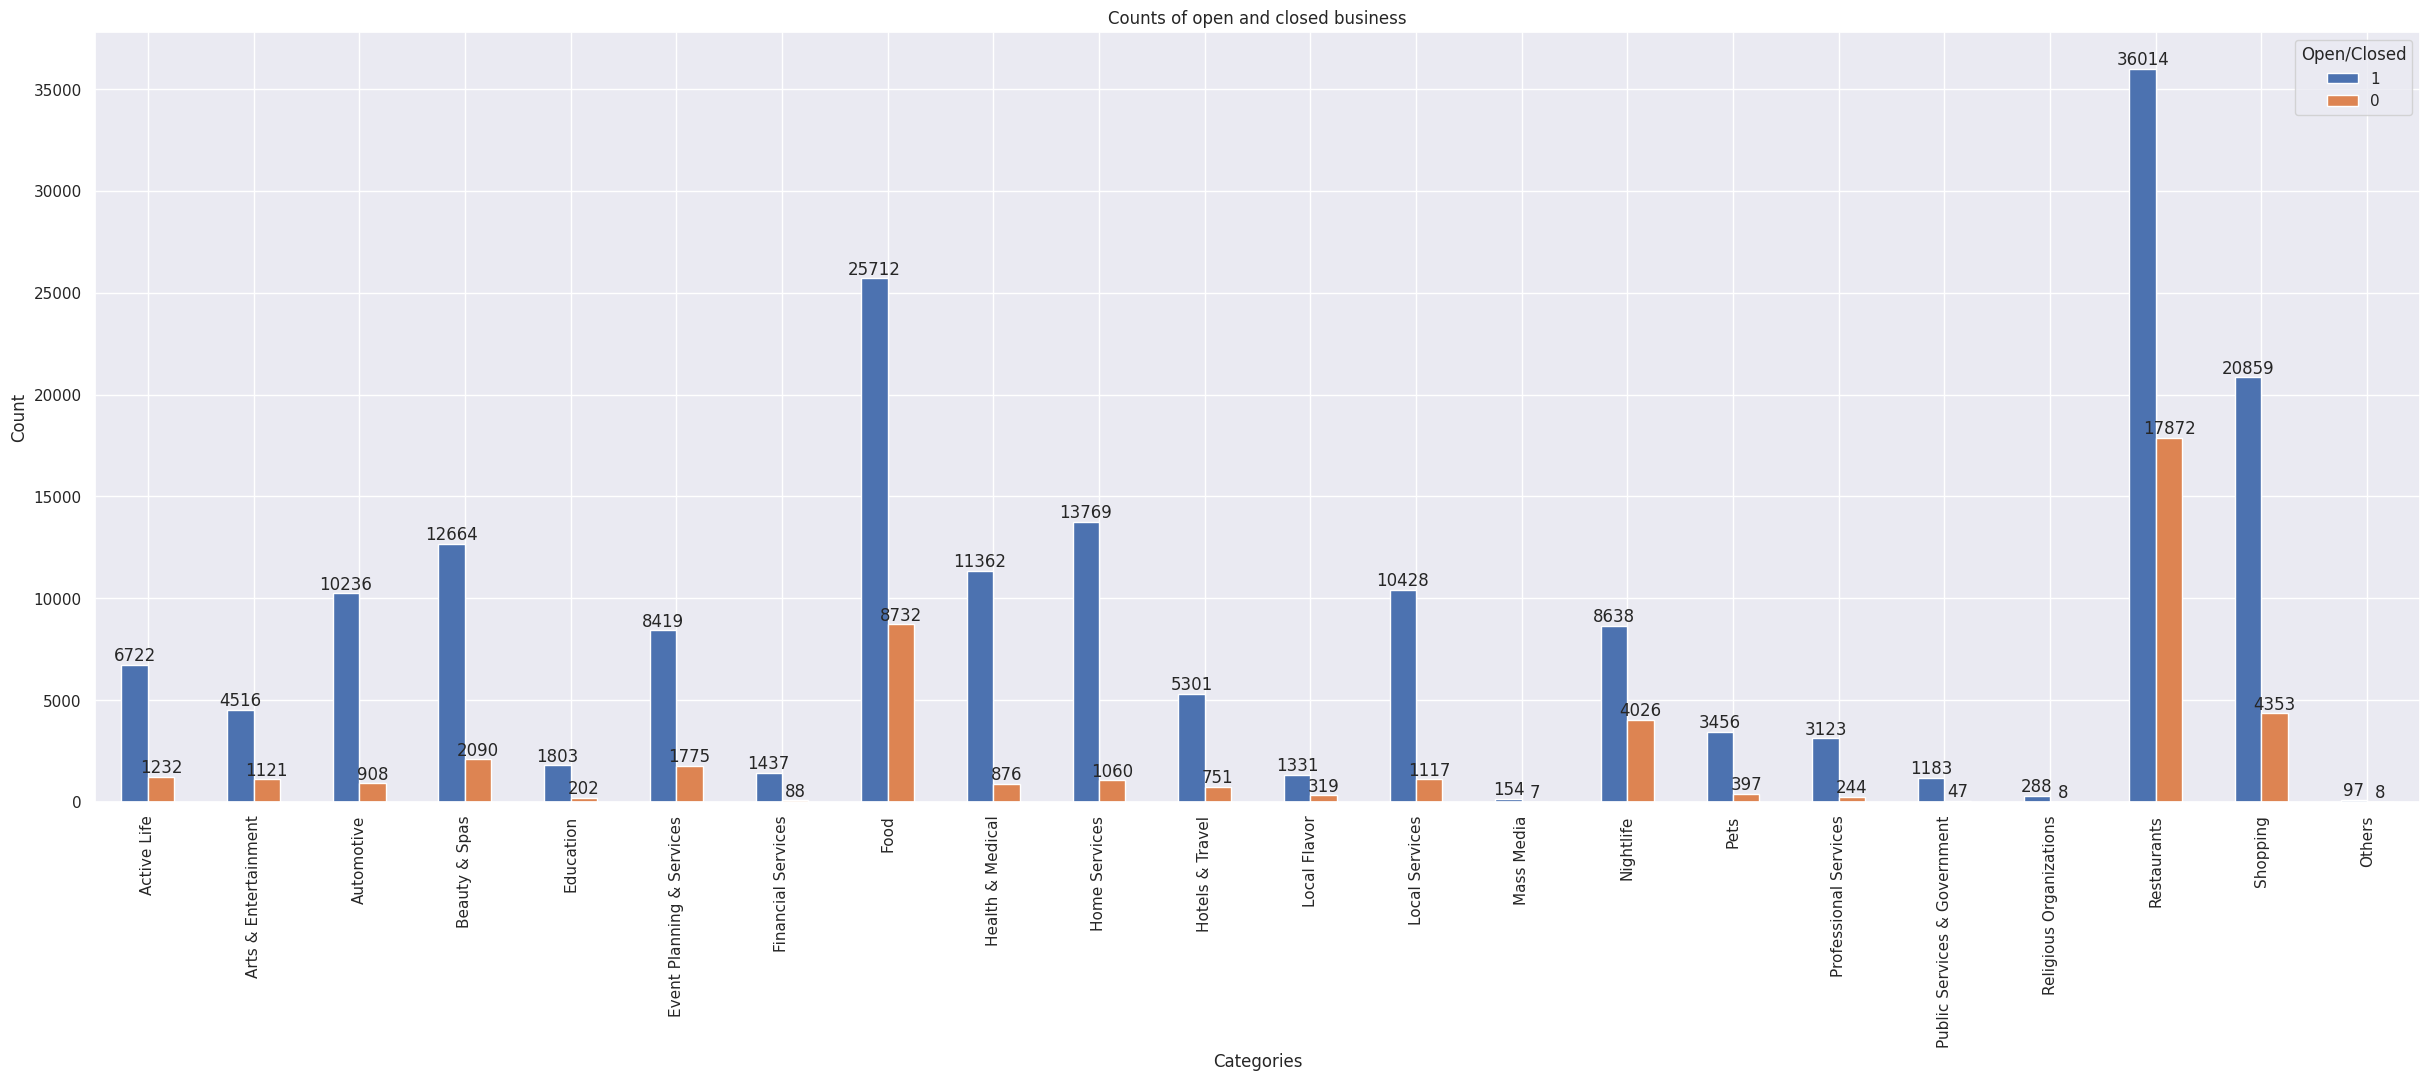 Counts of open and closed business
Open/Closed
1
0
Count
35000
30000
25000
20000
15000
10000
5000
0
6722
1232
4516
1121
10236
908
12664
2090
1803
202
8419
1775
1437
88
25712
8732
11362
876
13769
1060
5301
751
1331
319
10428
1117
154
7
8638
4026
3456
397
3123
244
1183
47
288
8
36014
17872
20859
4353
97
8
Active Life
Arts & Entertainment
Automotive
Beauty & Spas
Education
Event Planning & Services
Financial Services
Food
Health & Medical
Home Services
Hotels & Travel
Local Flavor
Local Services
Mass Media
Nightlife
Pets
Professional Services
Public Services & Government
Religious Organizations
Restaurants
Shopping
Others
Categories